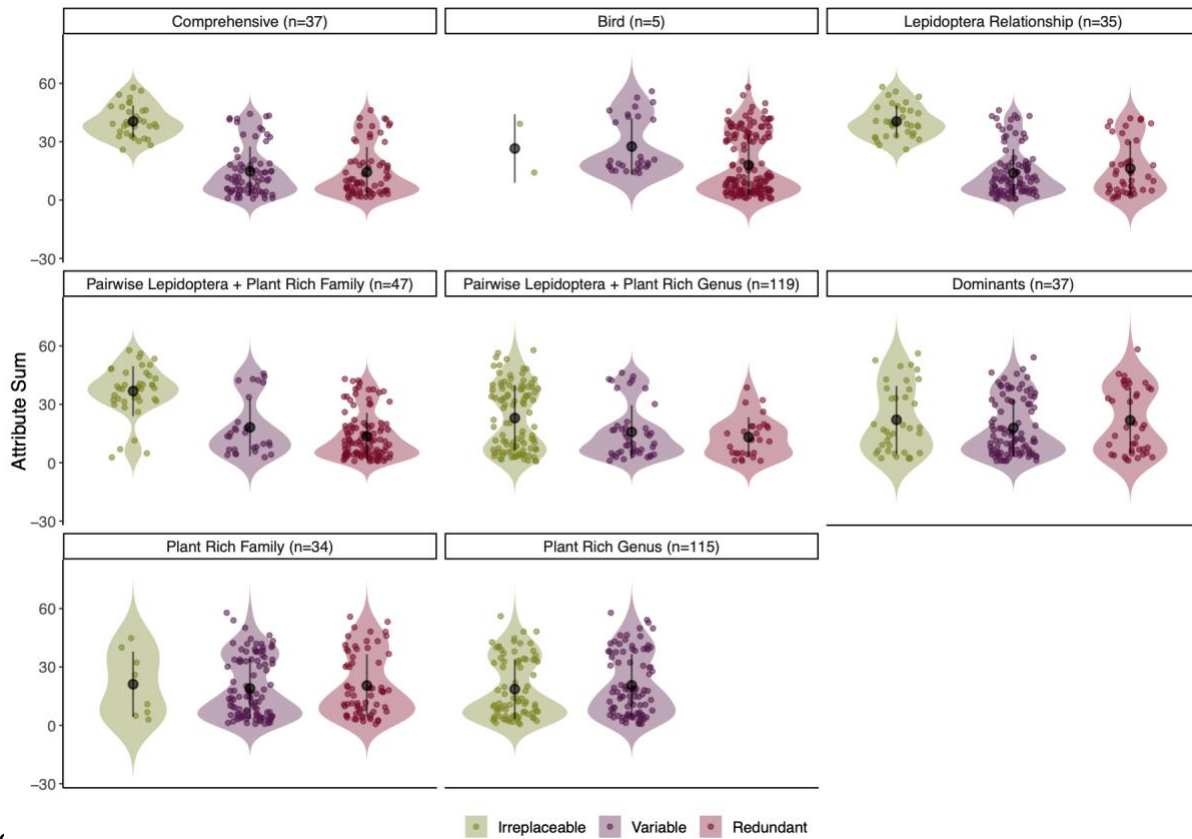 Comprehensive (n=37) Bird (n=5) Lepidoptera Relationship (n=35)
60
30
0
−30
Pairwise Lepidoptera + Plant Rich Family (n=47) Pairwise Lepidoptera + Plant Rich Genus (n=119) Dominants (n=37)
Attribute Sum
60
30
0
−30
Plant Rich Family (n=34) Plant Rich Genus (n=115)
60
30
0
−30
Irreplaceable Variable Redundant